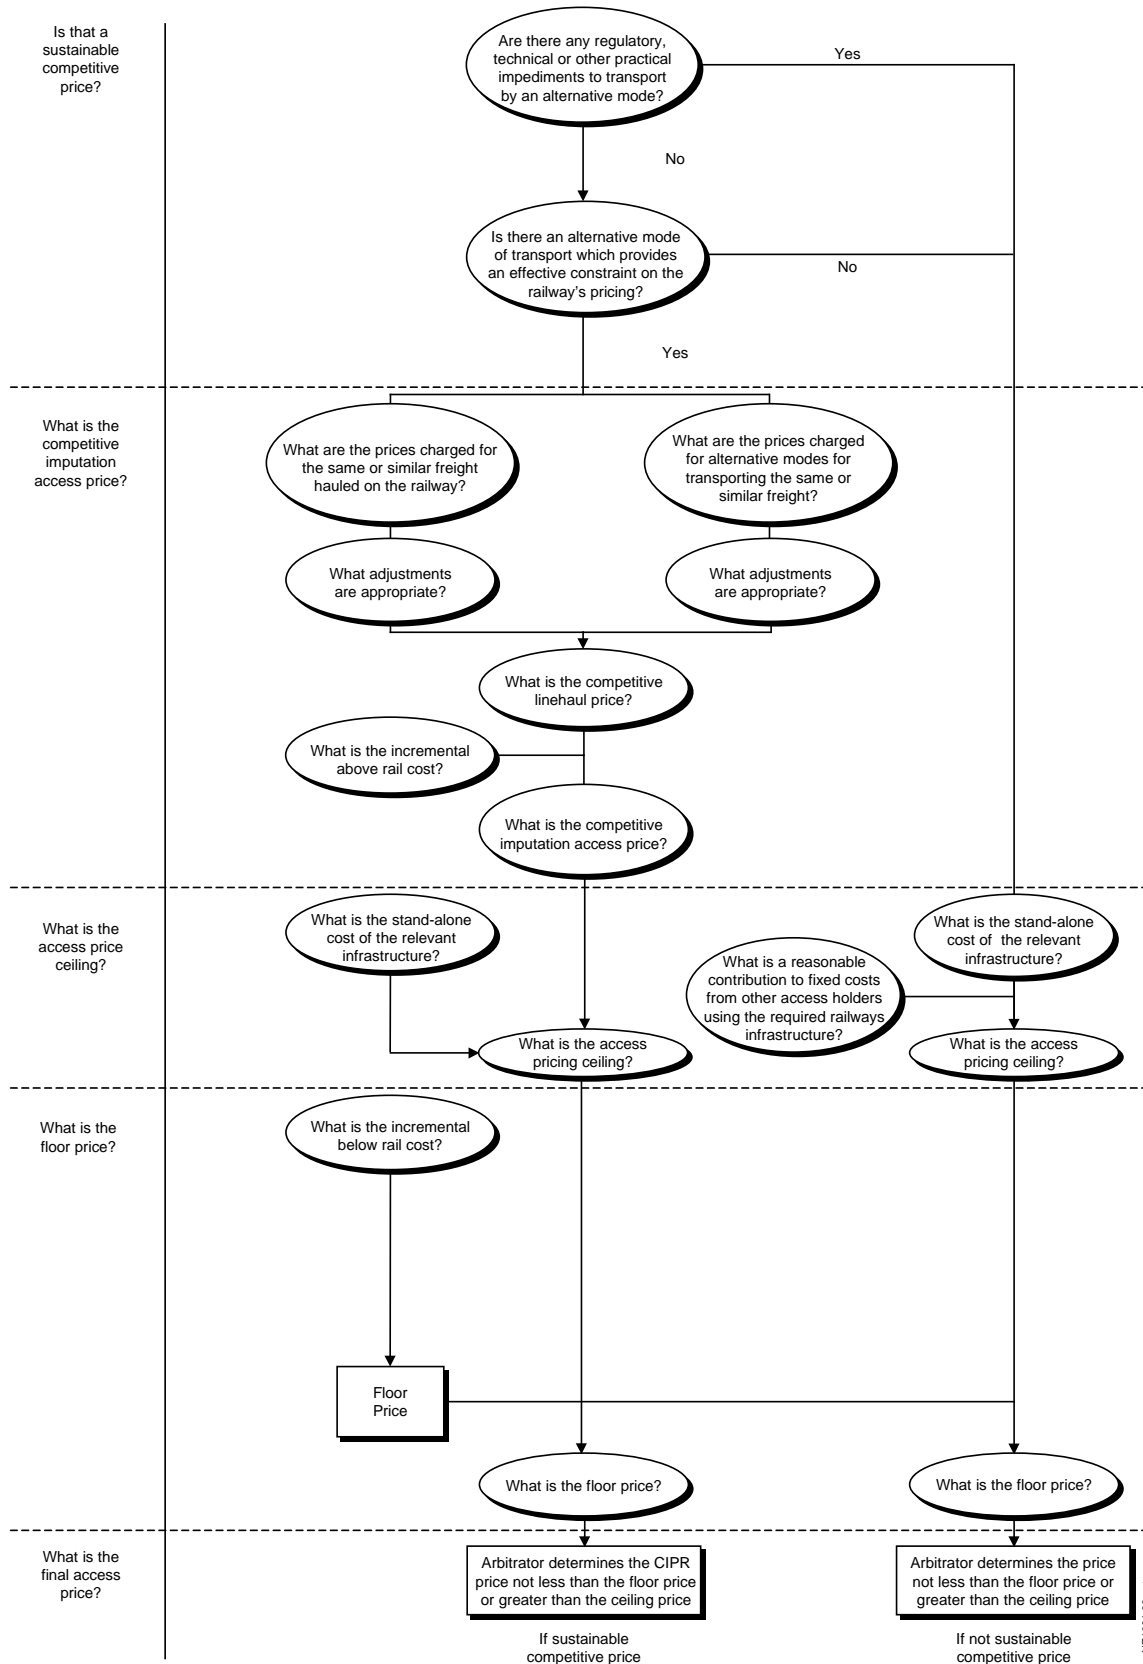 Is that a
sustainable
competitive
price?
Are there any regulatory,
technical or other practical
impediments to transport
by an alternative mode?
Yes
No
Is there an alternative mode
of transport which provides
an effective constraint on the
railway's pricing?
No
Yes
What is the
competitive
imputation
access price?
What are the prices charged for
the same or similar freight
hauled on the railway?
What are the prices charged
for alternative modes for
transporting the same or
similar freight?
What adjustments
are appropriate?
What adjustments
are appropriate?
What is the competitive
linehaul price?
What is the incremental
above rail cost?
What is the competitive
imputation access price?
What is the
access price
ceiling?
What is the stand-alone
cost of the relevant
infrastructure?
What is the stand-alone
cost of the relevant
infrastructure?
What is a reasonable
contribution to fixed costs
from other access holders
using the required railways
infrastructure?
What is the access
pricing ceiling?
What is the access
pricing ceiling?
What is the
floor price?
What is the incremental
below rail cost?
Floor
Price
What is the floor price?
What is the floor price?
What is the
final access
price?
Arbitrator determines the CIPR
price not less than the floor price
or greater than the ceiling price
Arbitrator determines the price
not less than the floor price or
greater than the ceiling price
If sustainable
competitive price
If not sustainable
competitive price